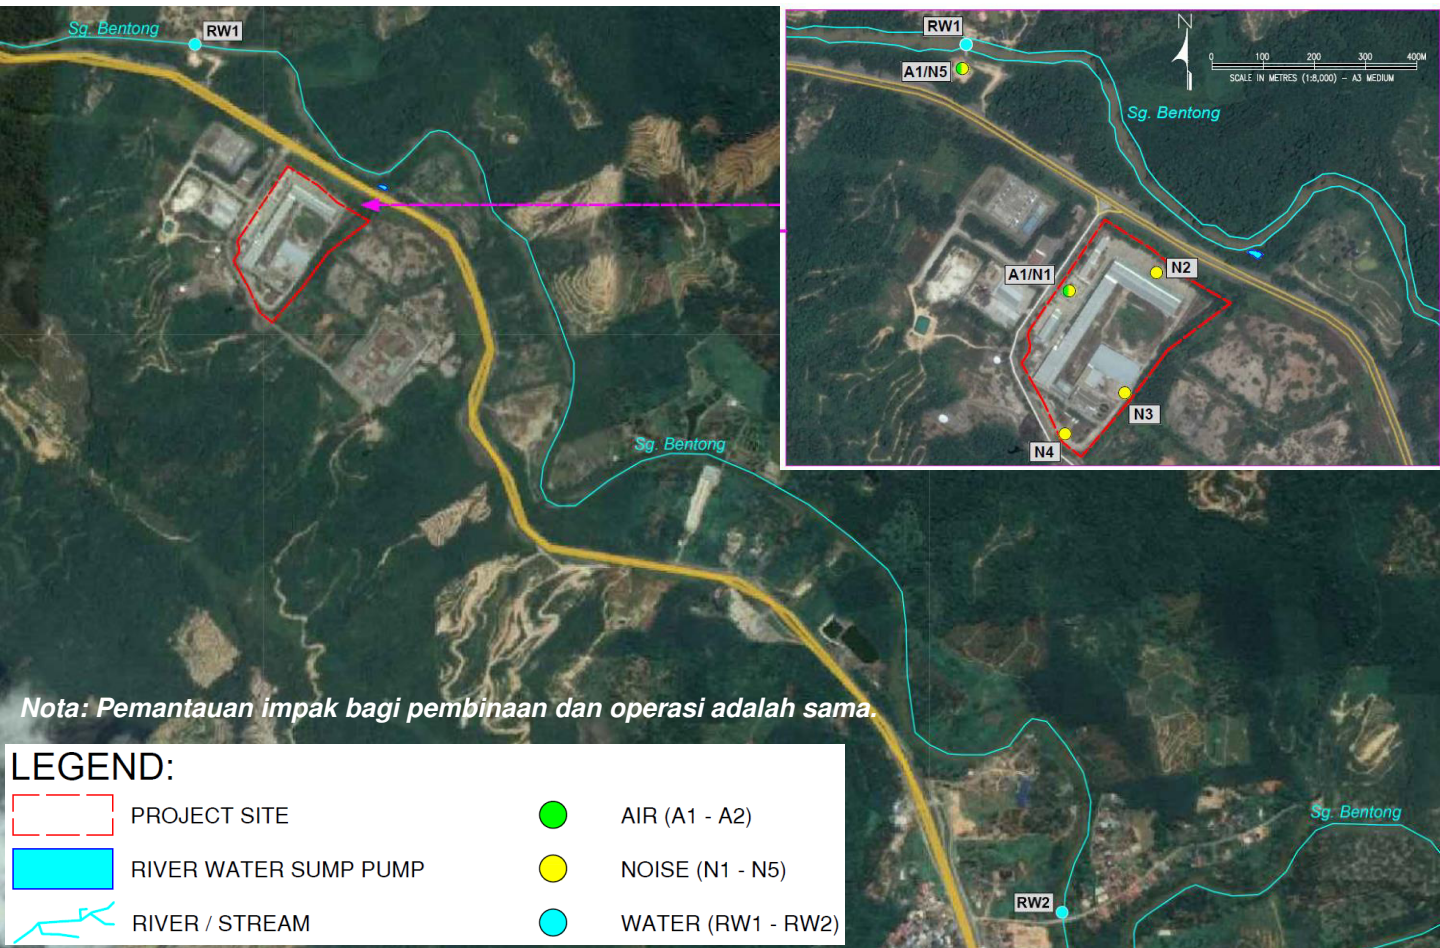 Sg. Bentong
RW1
RW1
A1/N5
N
0 100 200 300 400M
SCALE IN METRES (1:8,000) - A3 MEDIUM
Sg. Bentong
A1/N1
N2
N3
N4
Sg. Bentong
Nota: Pemantauan impak bagi pembinaan dan operasi adalah sama.
LEGEND:
PROJECT SITE
AIR (A1 - A2)
RIVER WATER SUMP PUMP
NOISE (N1 - N5)
RIVER / STREAM
WATER (RW1 - RW2)
Sg. Bentong
RW2